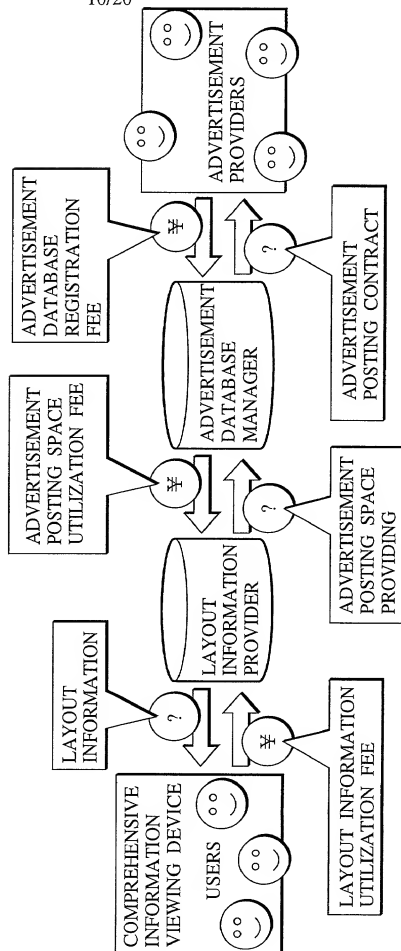 10/20
ADVERTISEMENT
DATABASE
REGISTRATION
FEE
ADVERTISEMENT
POSTING SPACE
UTILIZATION FEE
LAYOUT
INFORMATION
¥
¥
?
ADVERTISEMENT
PROVIDERS
ADVERTISEMENT
DATABASE
MANAGER
LAYOUT
INFORMATION
PROVIDER
COMPREHENSIVE
INFORMATION
VIEWING DEVICE
USERS
?
?
¥
ADVERTISEMENT
POSTING CONTRACT
ADVERTISEMENT
POSTING SPACE
PROVIDING
LAYOUT INFORMATION
UTILIZATION FEE